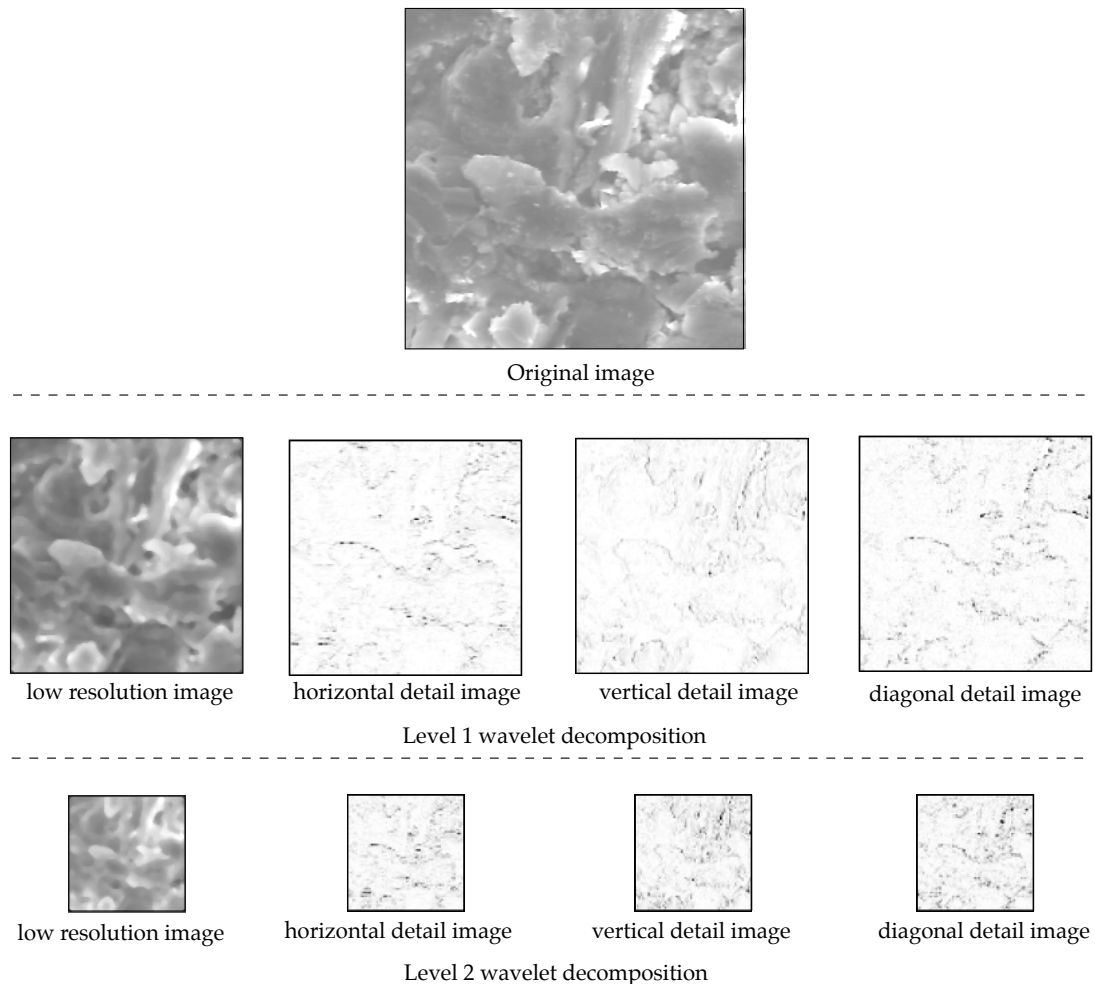 Original image
low resolution image
horizontal detail image
vertical detail image
diagonal detail image
Level 1 wavelet decomposition
low resolution image
horizontal detail image
vertical detail image
diagonal detail image
Level 2 wavelet decomposition